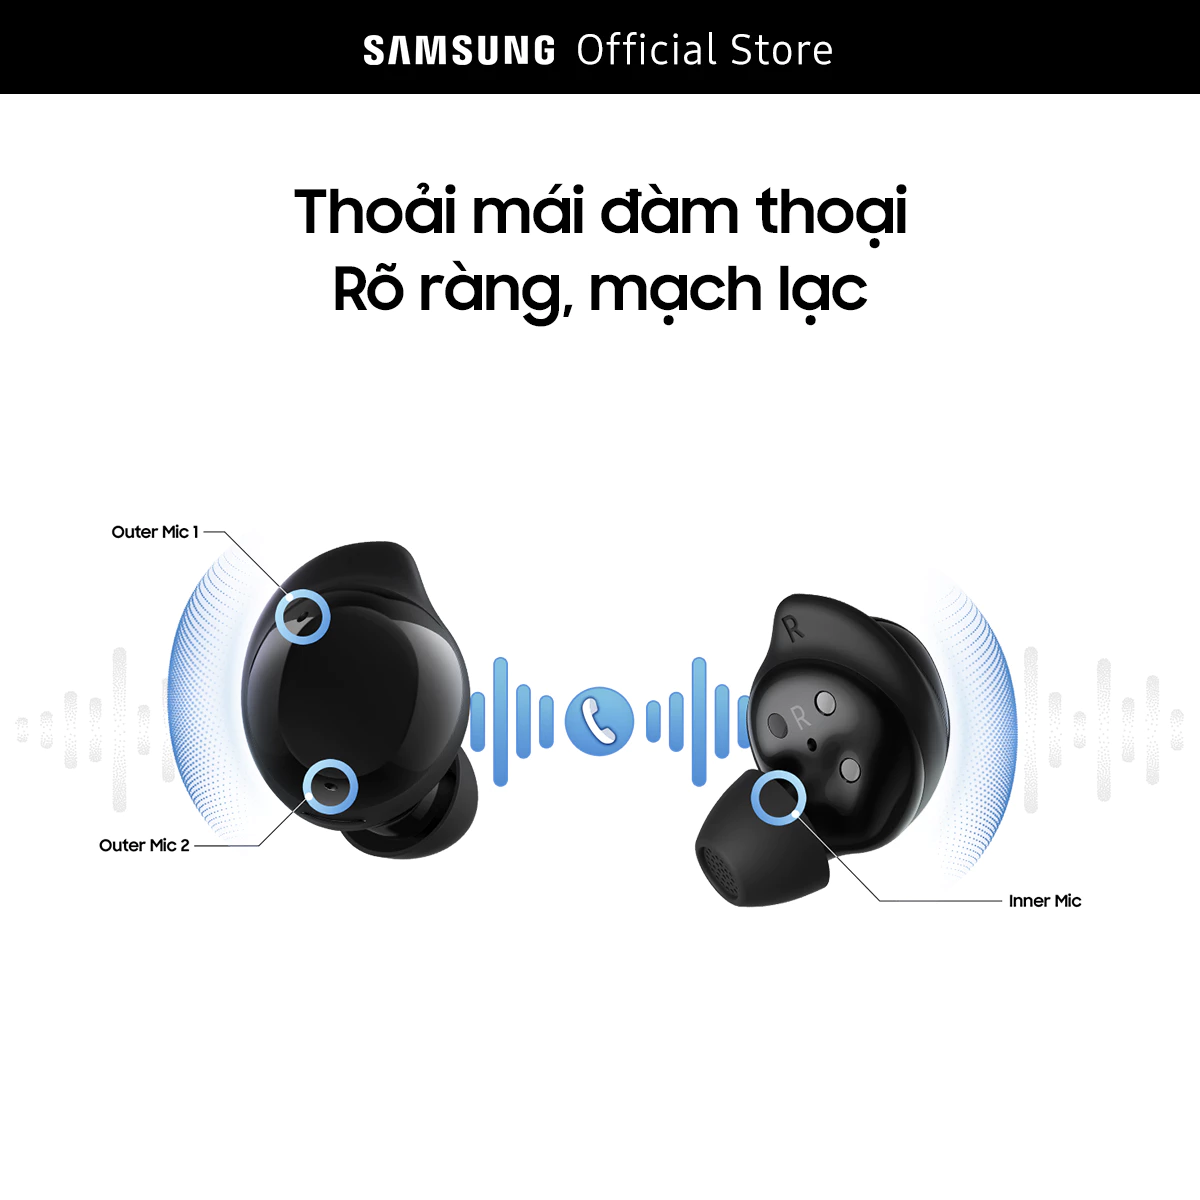 SAMSUNG Official Store
Thoải mái đàm thoại
Rõ ràng, mạch lạc
Outer Mic 1
R
R
Outer Mic 2
Inner Mic